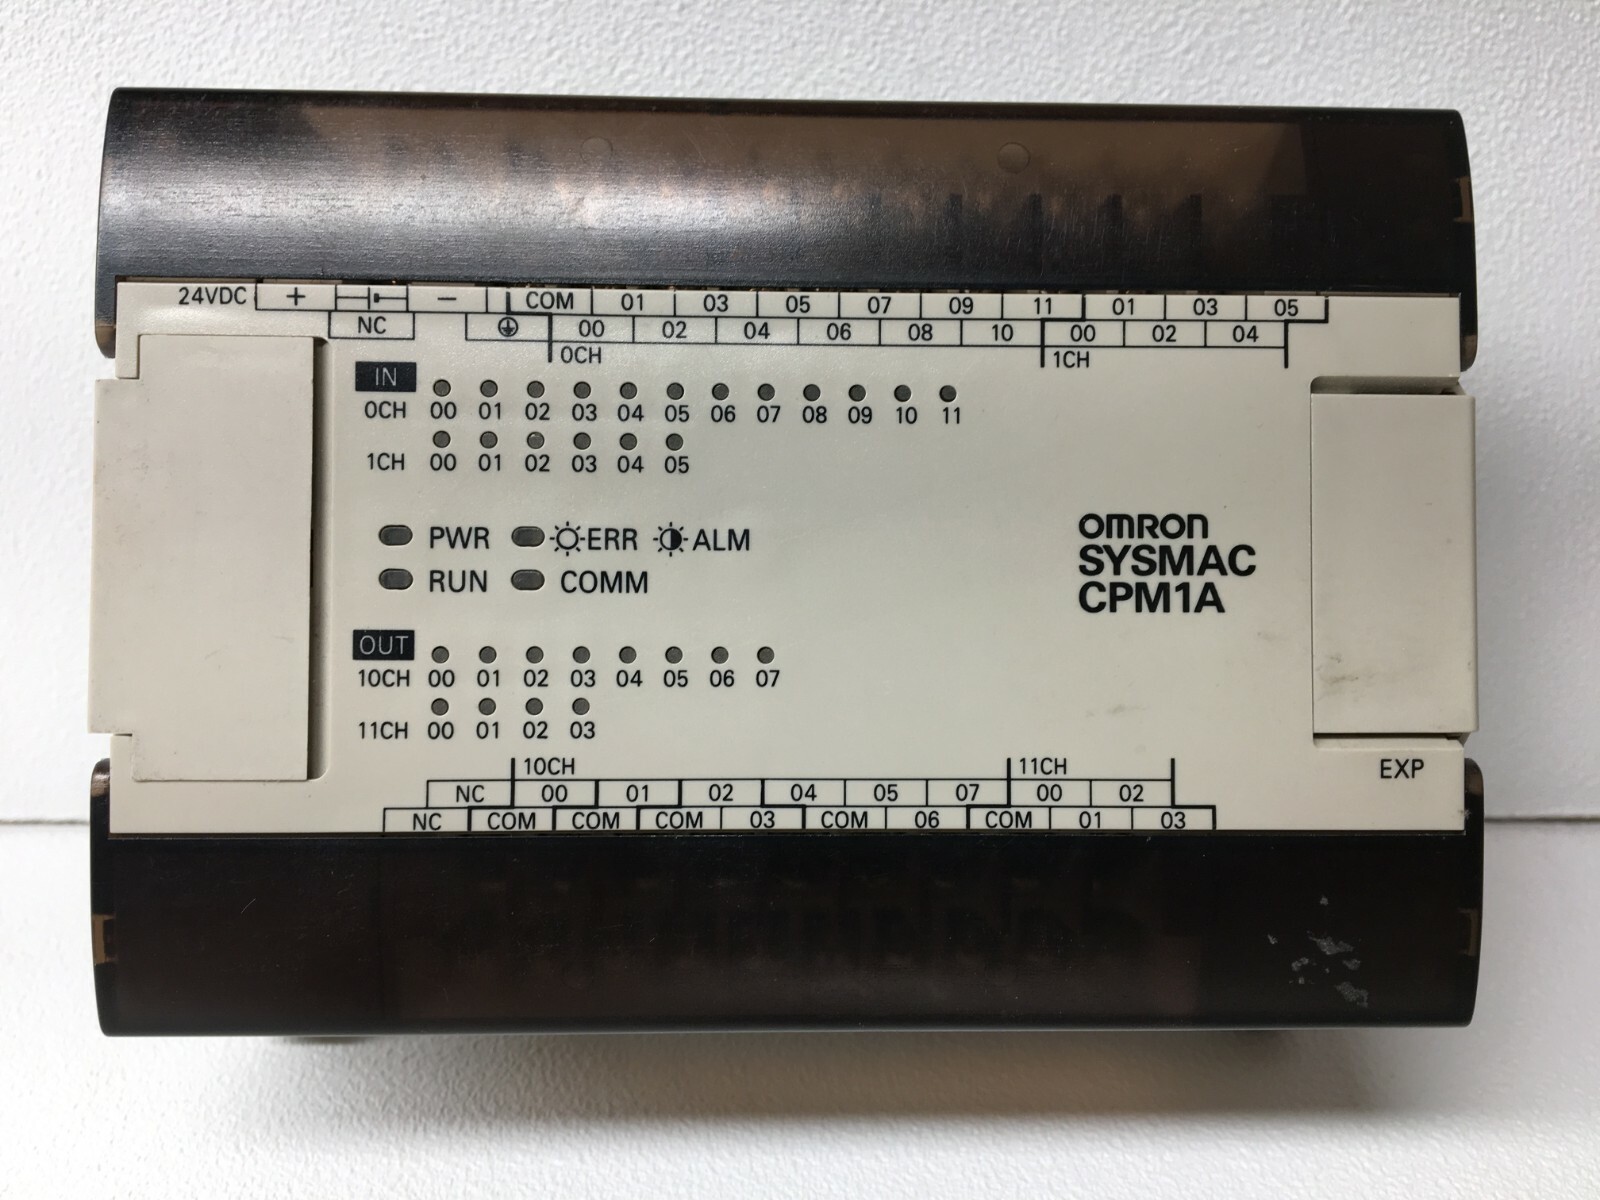 24VDC + − COM 01 03 05 07 09 11 01 03 05
NC 00 02 04 06 08 10 00 02 04
0CH 1CH
IN
0CH 00 01 02 03 04 05 06 07 08 09 10 11
1CH 00 01 02 03 04 05
PWR ERR ALM
RUN COMM
OMRON
SYSMAC
CPM1A
OUT
10CH 00 01 02 03 04 05 06 07
11CH 00 01 02 03
10CH 11CH EXP
NC 00 01 02 04 05 07 00 02
NC COM COM COM 03 COM 06 COM 01 03